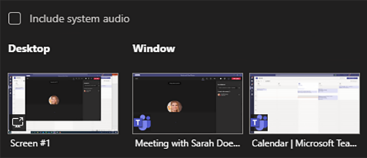 Include system audio
Desktop
Window
Screen #1
Meeting with Sarah Doe...
Calendar | Microsoft Tea...